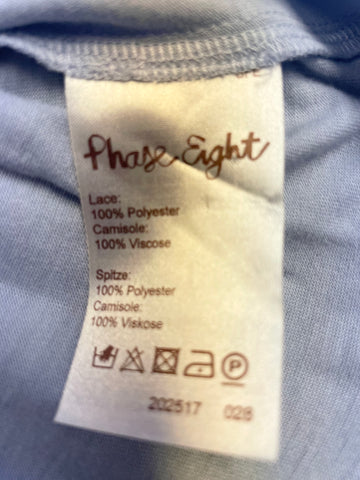 Phase Eight
Lace:
100% Polyester
Camisole:
100% Viscose
Spitze:
100% Polyester
Camisole:
100% Viskose
P
202517 028